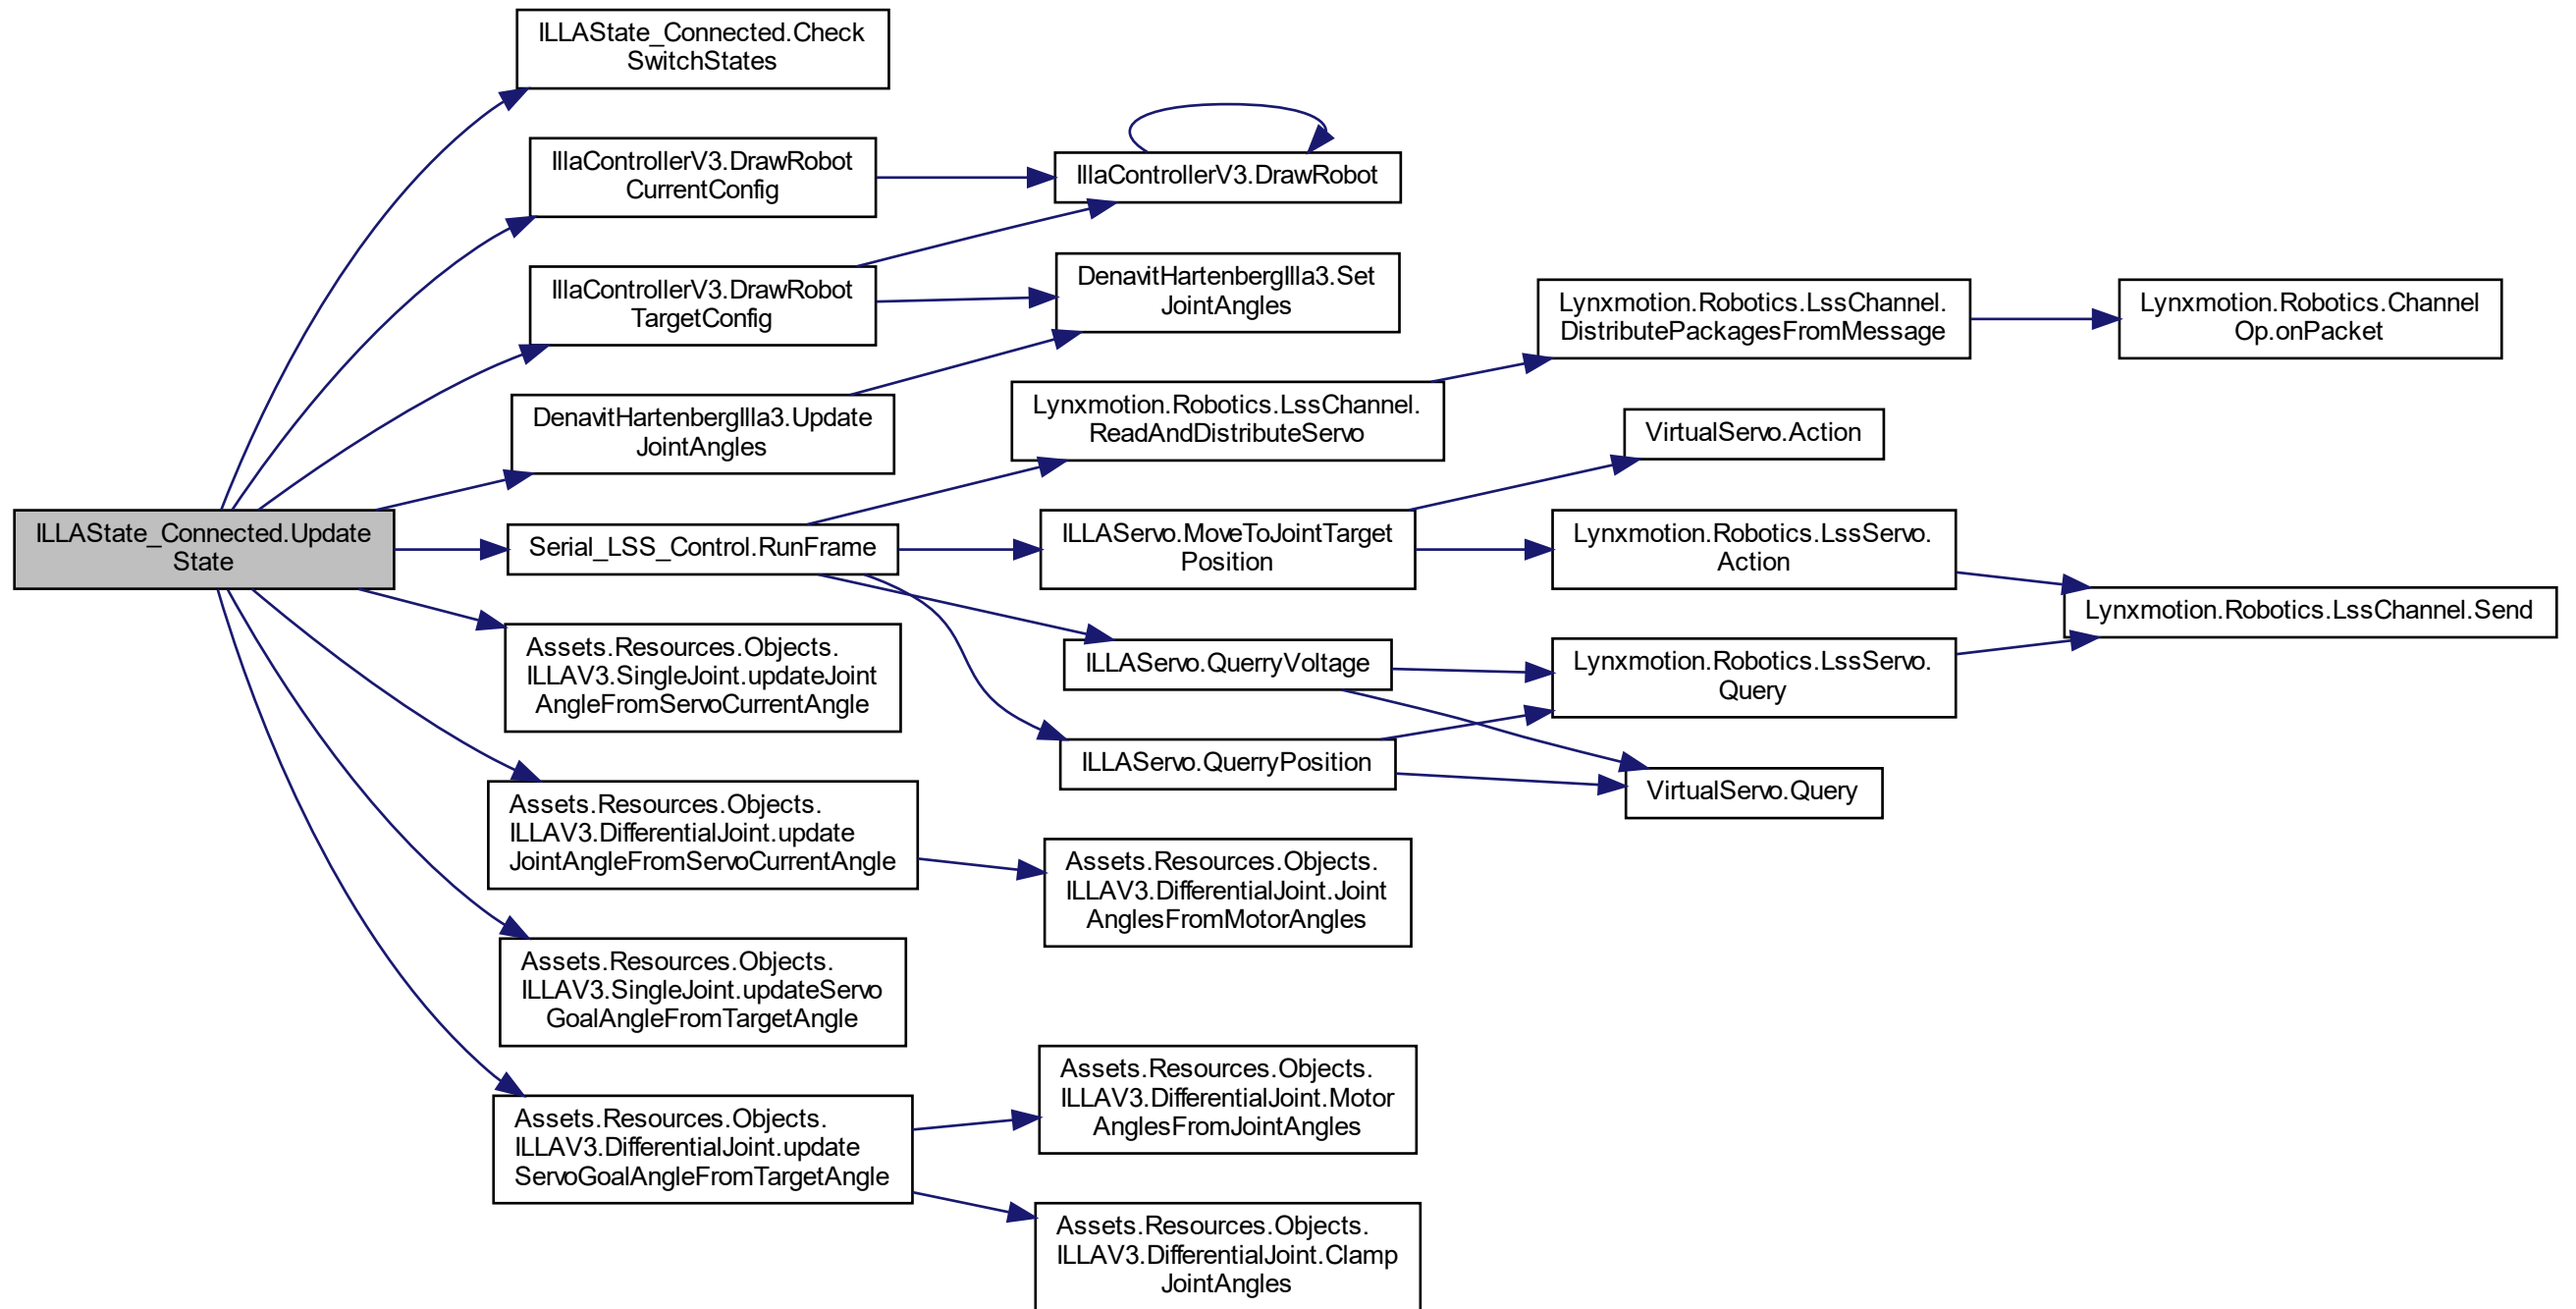 ILLAState_Connected.Update
State
ILLAState_Connected.Check
SwitchStates
IllaControllerV3.DrawRobot
CurrentConfig
IllaControllerV3.DrawRobot
IllaControllerV3.DrawRobot
TargetConfig
DenavitHartenbergIlla3.Set
JointAngles
DenavitHartenbergIlla3.Update
JointAngles
Serial_LSS_Control.RunFrame
Lynxmotion.Robotics.LssChannel.
ReadAndDistributeServo
Lynxmotion.Robotics.LssChannel.
DistributePackagesFromMessage
Lynxmotion.Robotics.Channel
Op.onPacket
ILLAServo.MoveToJointTarget
Position
VirtualServo.Action
Lynxmotion.Robotics.LssServo.
Action
Lynxmotion.Robotics.LssChannel.Send
ILLAServo.QuerryVoltage
Lynxmotion.Robotics.LssServo.
Query
ILLAServo.QuerryPosition
VirtualServo.Query
Assets.Resources.Objects.
ILLAV3.SingleJoint.updateJoint
AngleFromServoCurrentAngle
Assets.Resources.Objects.
ILLAV3.DifferentialJoint.update
JointAngleFromServoCurrentAngle
Assets.Resources.Objects.
ILLAV3.DifferentialJoint.Joint
AnglesFromMotorAngles
Assets.Resources.Objects.
ILLAV3.SingleJoint.updateServo
GoalAngleFromTargetAngle
Assets.Resources.Objects.
ILLAV3.DifferentialJoint.update
ServoGoalAngleFromTargetAngle
Assets.Resources.Objects.
ILLAV3.DifferentialJoint.Motor
AnglesFromJointAngles
Assets.Resources.Objects.
ILLAV3.DifferentialJoint.Clamp
JointAngles